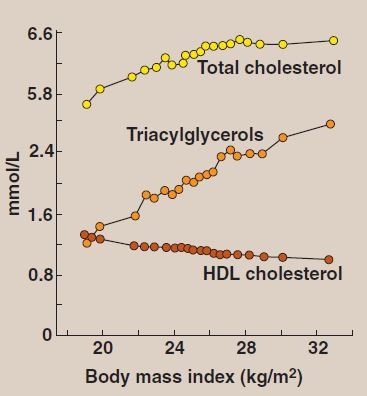 6.6
Total cholesterol
5.8
Triacylglycerols
2.4
mmol/L
1.6
HDL cholesterol
0.8
0
20 24 28 32
Body mass index (kg/m²)